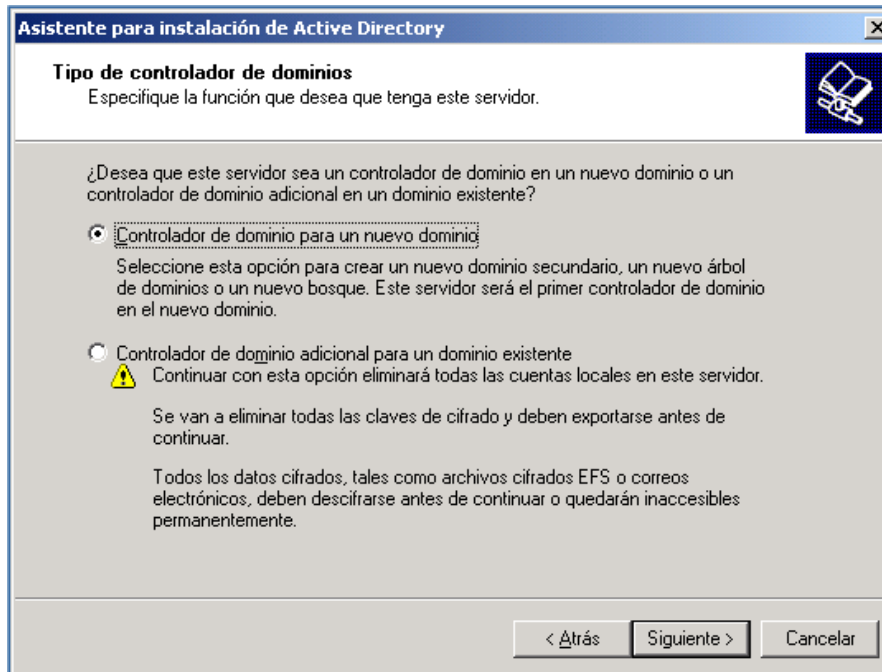 Asistente para instalación de Active Directory
Tipo de controlador de dominios
Especifique la función que desea que tenga este servidor.
¿Desea que este servidor sea un controlador de dominio en un nuevo dominio o un
controlador de dominio adicional en un dominio existente?
Controlador de dominio para un nuevo dominio
Seleccione esta opción para crear un nuevo dominio secundario, un nuevo árbol
de dominios o un nuevo bosque. Este servidor será el primer controlador de dominio
en el nuevo dominio.
Controlador de dominio adicional para un dominio existente
Continuar con esta opción eliminará todas las cuentas locales en este servidor.
Se van a eliminar todas las claves de cifrado y deben exportarse antes de
continuar.
Todos los datos cifrados, tales como archivos cifrados EFS o correos
electrónicos, deben descifrarse antes de continuar o quedarán inaccesibles
permanentemente.
< Atrás
Siguiente >
Cancelar